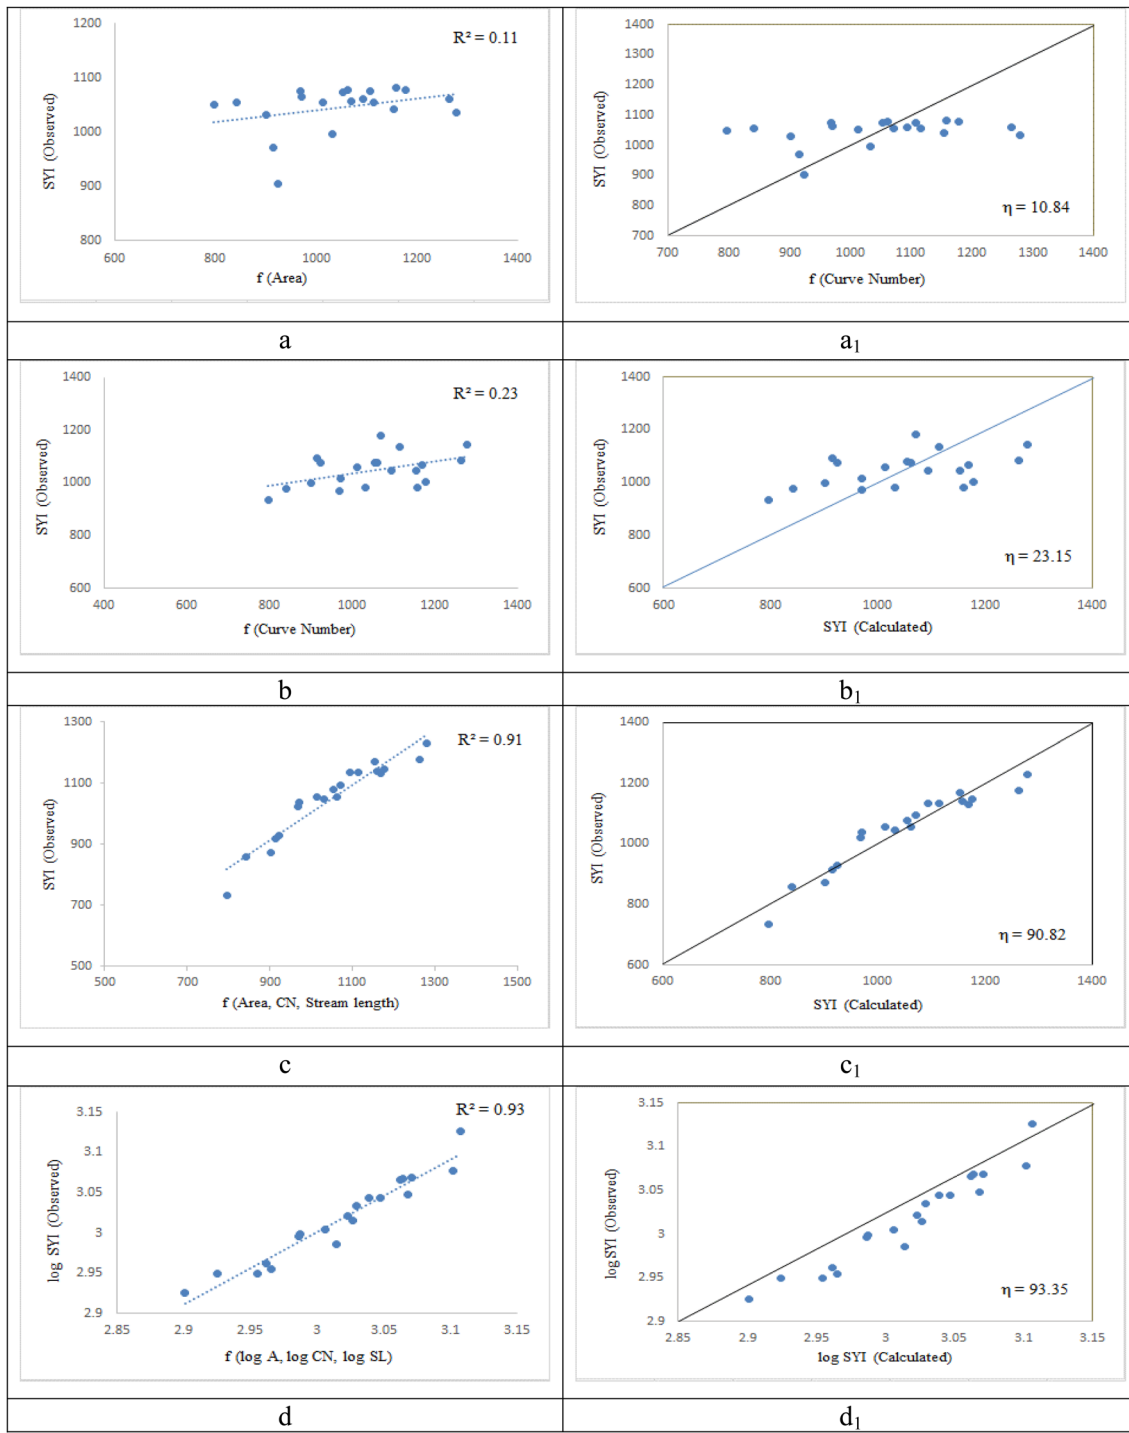 1200
1100
1000
900
800
600
800
1000
1200
1400
SYI (Observed)
f (Area)
R² = 0.11
1400
1300
1200
1100
1000
900
800
700
700
800
900
1000
1100
1200
1300
1400
SYI (Observed)
f (Curve Number)
η = 10.84
a
a1
1400
1200
1000
800
600
400
600
800
1000
1200
1400
SYI (Observed)
f (Curve Number)
R² = 0.23
1400
1200
1000
800
600
600
800
1000
1200
1400
SYI (Observed)
SYI (Calculated)
η = 23.15
b
b1
1300
1100
900
700
500
500
700
900
1100
1300
1500
SYI (Observed)
f (Area, CN, Stream length)
R² = 0.91
1400
1200
1000
800
600
600
800
1000
1200
1400
SYI (Observed)
SYI (Calculated)
η = 90.82
c
c1
3.15
3.1
3.05
3
2.95
2.9
2.85
2.9
2.95
3
3.05
3.1
3.15
log SYI (Observed)
f (log A, log CN, log SL)
R² = 0.93
3.15
3.1
3.05
3
2.95
2.9
2.85
2.9
2.95
3
3.05
3.1
3.15
log SYI (Observed)
log SYI (Calculated)
η = 93.35
d
d1